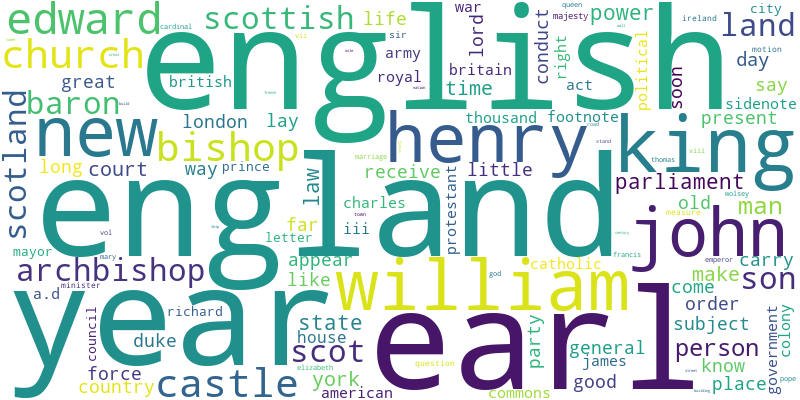 cardinal
vii
sir
war
queen
majesty
ireland
city
edward
scottish
life
lord
power
land
english
church
army
conduct
right
political
motion
day
great
british
royal
britain
soon
say
baron
time
act
sidenote
new
london
lay
thousand
footnote
present
henry
king
bishop
road
stand
scotland
long
court
way
prince
marriage
thomas
viii
receive
little
parliament
england
law
charles
protestant
old
man
wolsey
far
iii
measure
john
mayor
letter
town
vol
mary
appear
god
francis
carry
archbishop
like
catholic
emperor
make
son
year
william
earl
come
a.d
minister
richard
state
order
council
duke
house
party
subject
government
colony
scot
general
person
elizabeth
question
james
know
force
york
good
place
pope
country
castle
american
commons
street
building